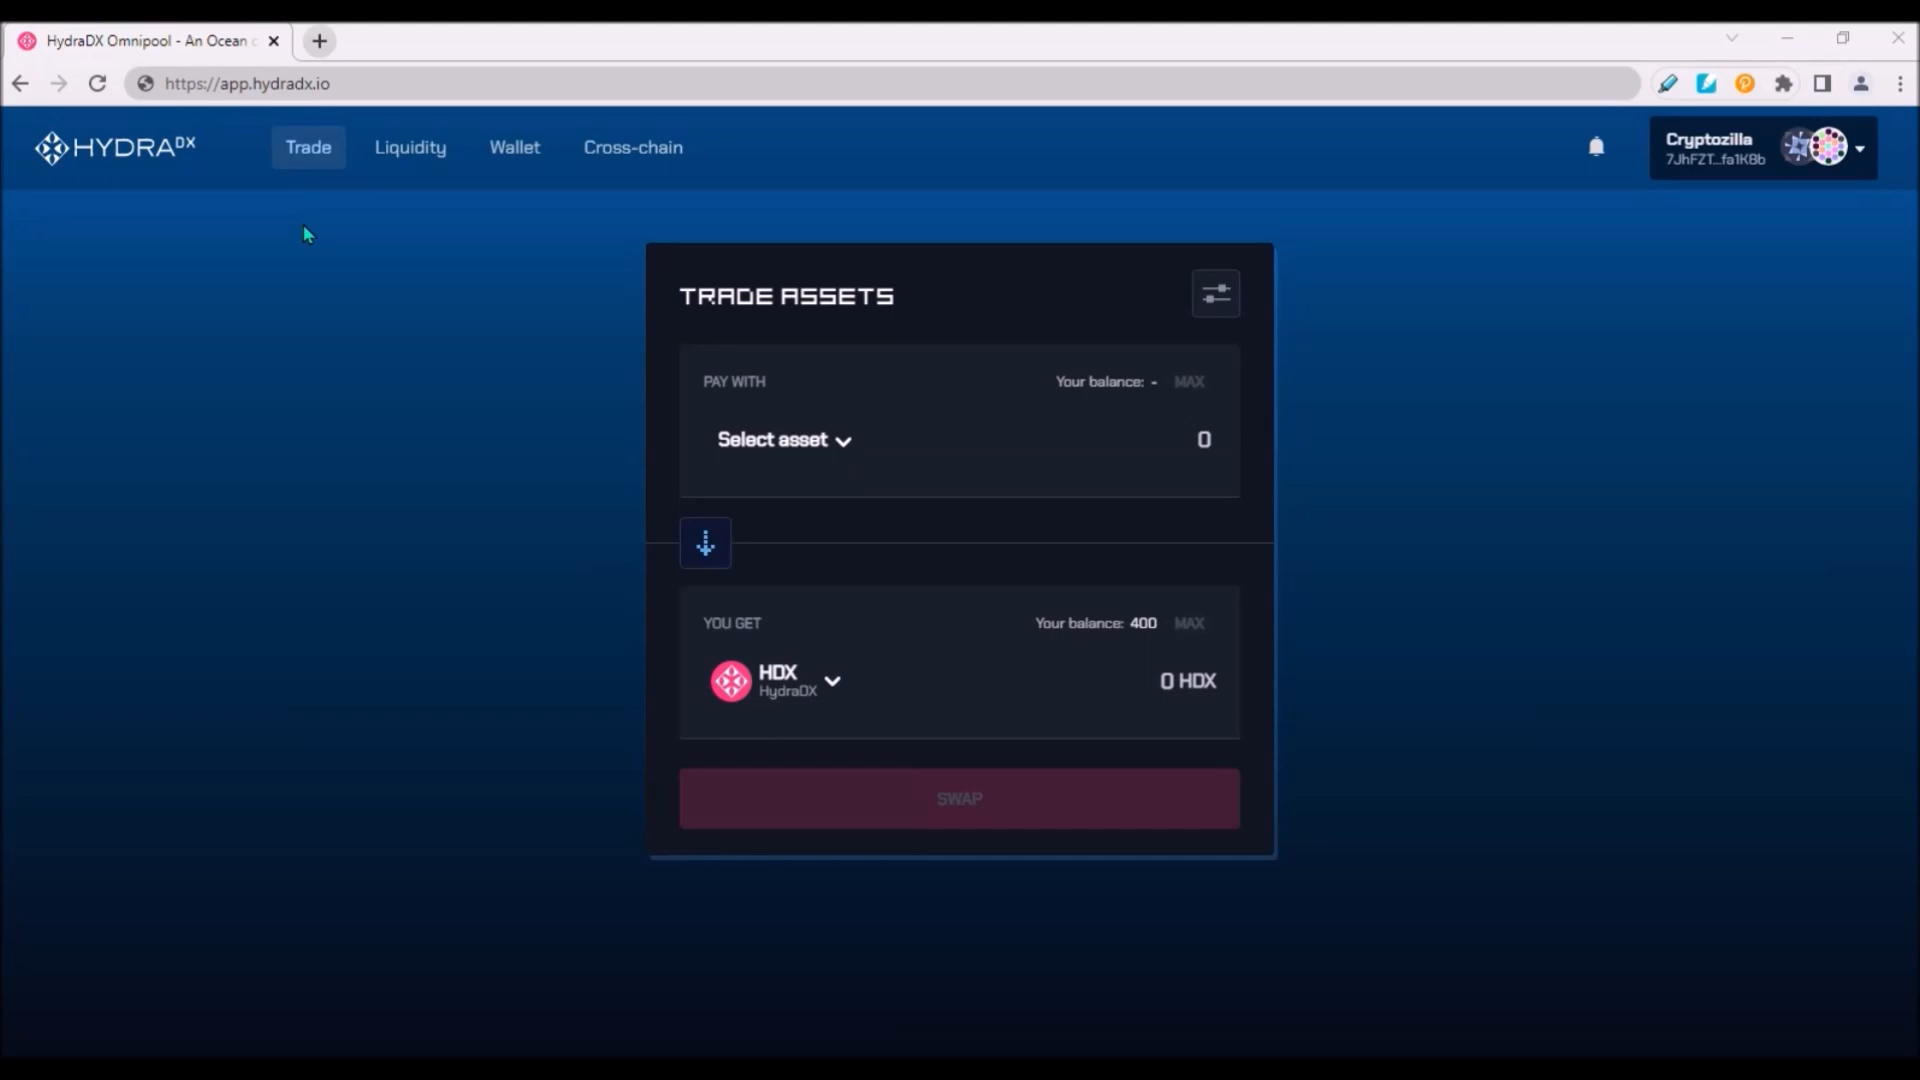 HydraDX Omnipool - An Ocean
https://app.hydradx.io
HYDRADX
Trade
Liquidity
Wallet
Cross-chain
Cryptozilla
7JhFZT...fa1K8b
TRADE ASSETS
PAY WITH
Your balance: -
MAX
Select asset
0
YOU GET
Your balance: 400
MAX
HDX
HydraDX
0 HDX
SWAP